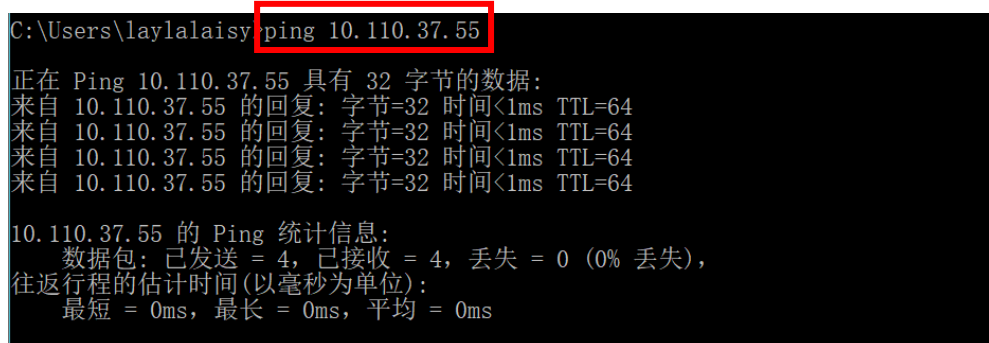 C:\Users\laylalaisy>ping 10.110.37.55
正在 Ping 10.110.37.55 具有 32 字节的数据:
来自 10.110.37.55 的回复: 字节=32 时间<1ms TTL=64
来自 10.110.37.55 的回复: 字节=32 时间<1ms TTL=64
来自 10.110.37.55 的回复: 字节=32 时间<1ms TTL=64
来自 10.110.37.55 的回复: 字节=32 时间<1ms TTL=64
10.110.37.55 的 Ping 统计信息:
数据包: 已发送 = 4，已接收 = 4，丢失 = 0 (0% 丢失)，
往返行程的估计时间(以毫秒为单位):
最短 = 0ms，最长 = 0ms，平均 = 0ms